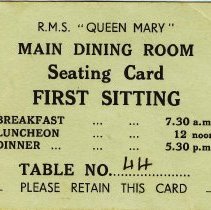 R.M.S. "QUEEN MARY"
MAIN DINING ROOM
Seating Card
FIRST SITTING
BREAKFAST ... ... 7.30 a.m
LUNCHEON ... ... 12 noon
DINNER ... ... 5.30 p.m
TABLE NO. 44
PLEASE RETAIN THIS CARD